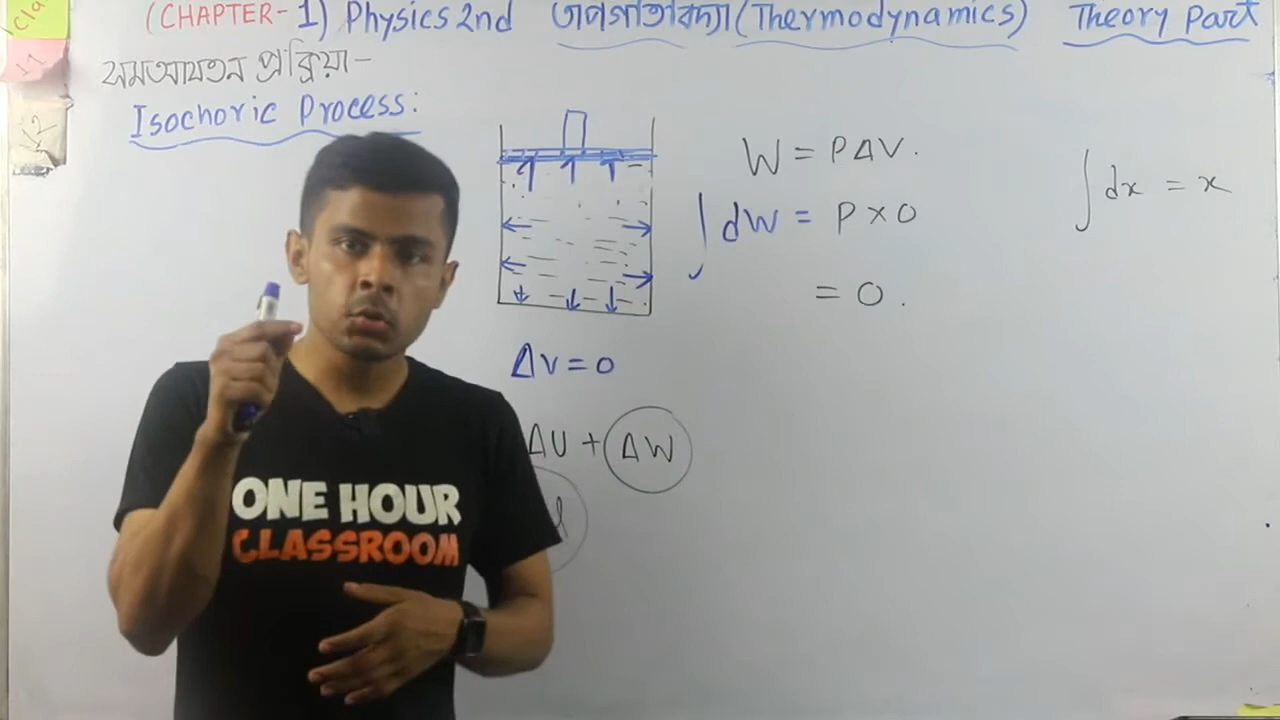 (CHAPTER-1) Physics 2nd তাপগতিবিদ্যা (Thermodynamics) Theory Part
সমআয়তন প্রক্রিয়া-
Isochoric Process:
W = PΔV.
∫dW = P×0
= 0.
∫dx = x
ΔV=0
ΔU + ΔW
ONE HOUR
CLASSROOM